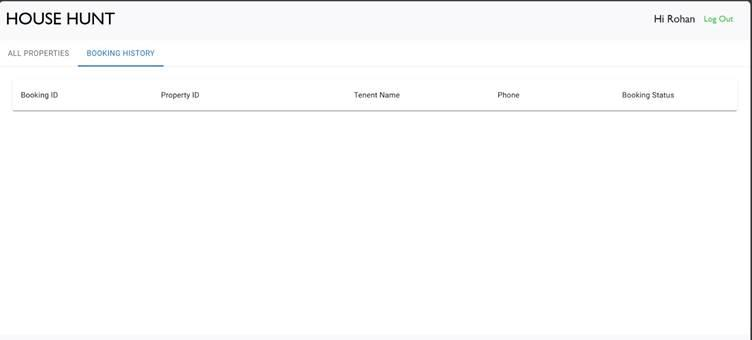 HOUSE HUNT
Hi Rohan Log Out
ALL PROPERTIES BOOKING HISTORY
Booking ID Property ID Tenent Name Phone Booking Status